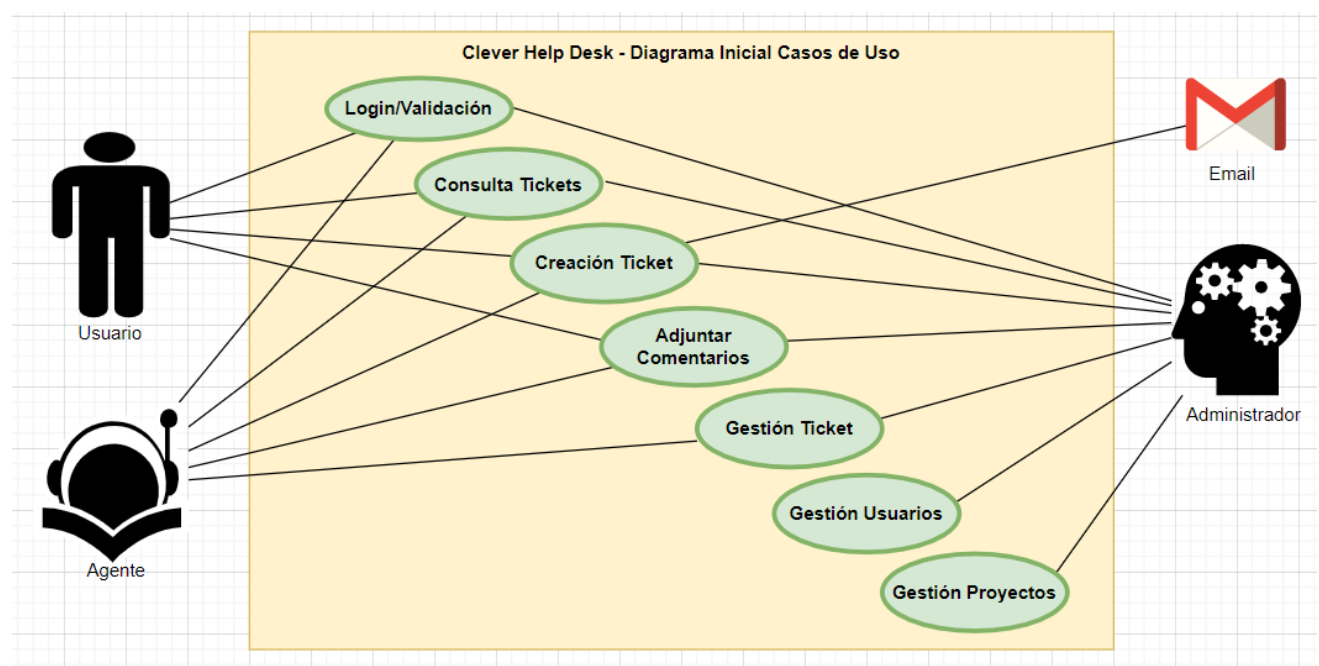 Clever Help Desk - Diagrama Inicial Casos de Uso
Login/Validación
Consulta Tickets
Creación Ticket
Adjuntar
Comentarios
Gestión Ticket
Gestión Usuarios
Gestión Proyectos
Usuario
Agente
Email
Administrador